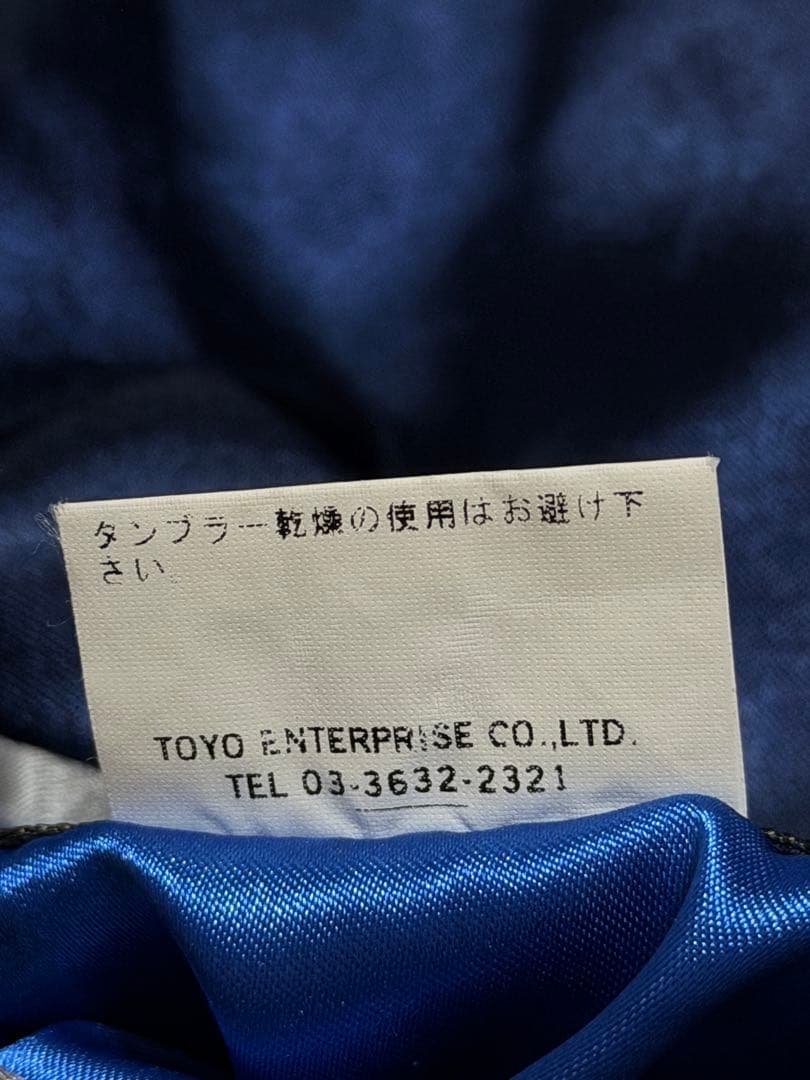 タンブラー乾燥の使用はお避け下
さい。
TOYO ENTERPRISE CO.,LTD.
TEL 03-3632-2321